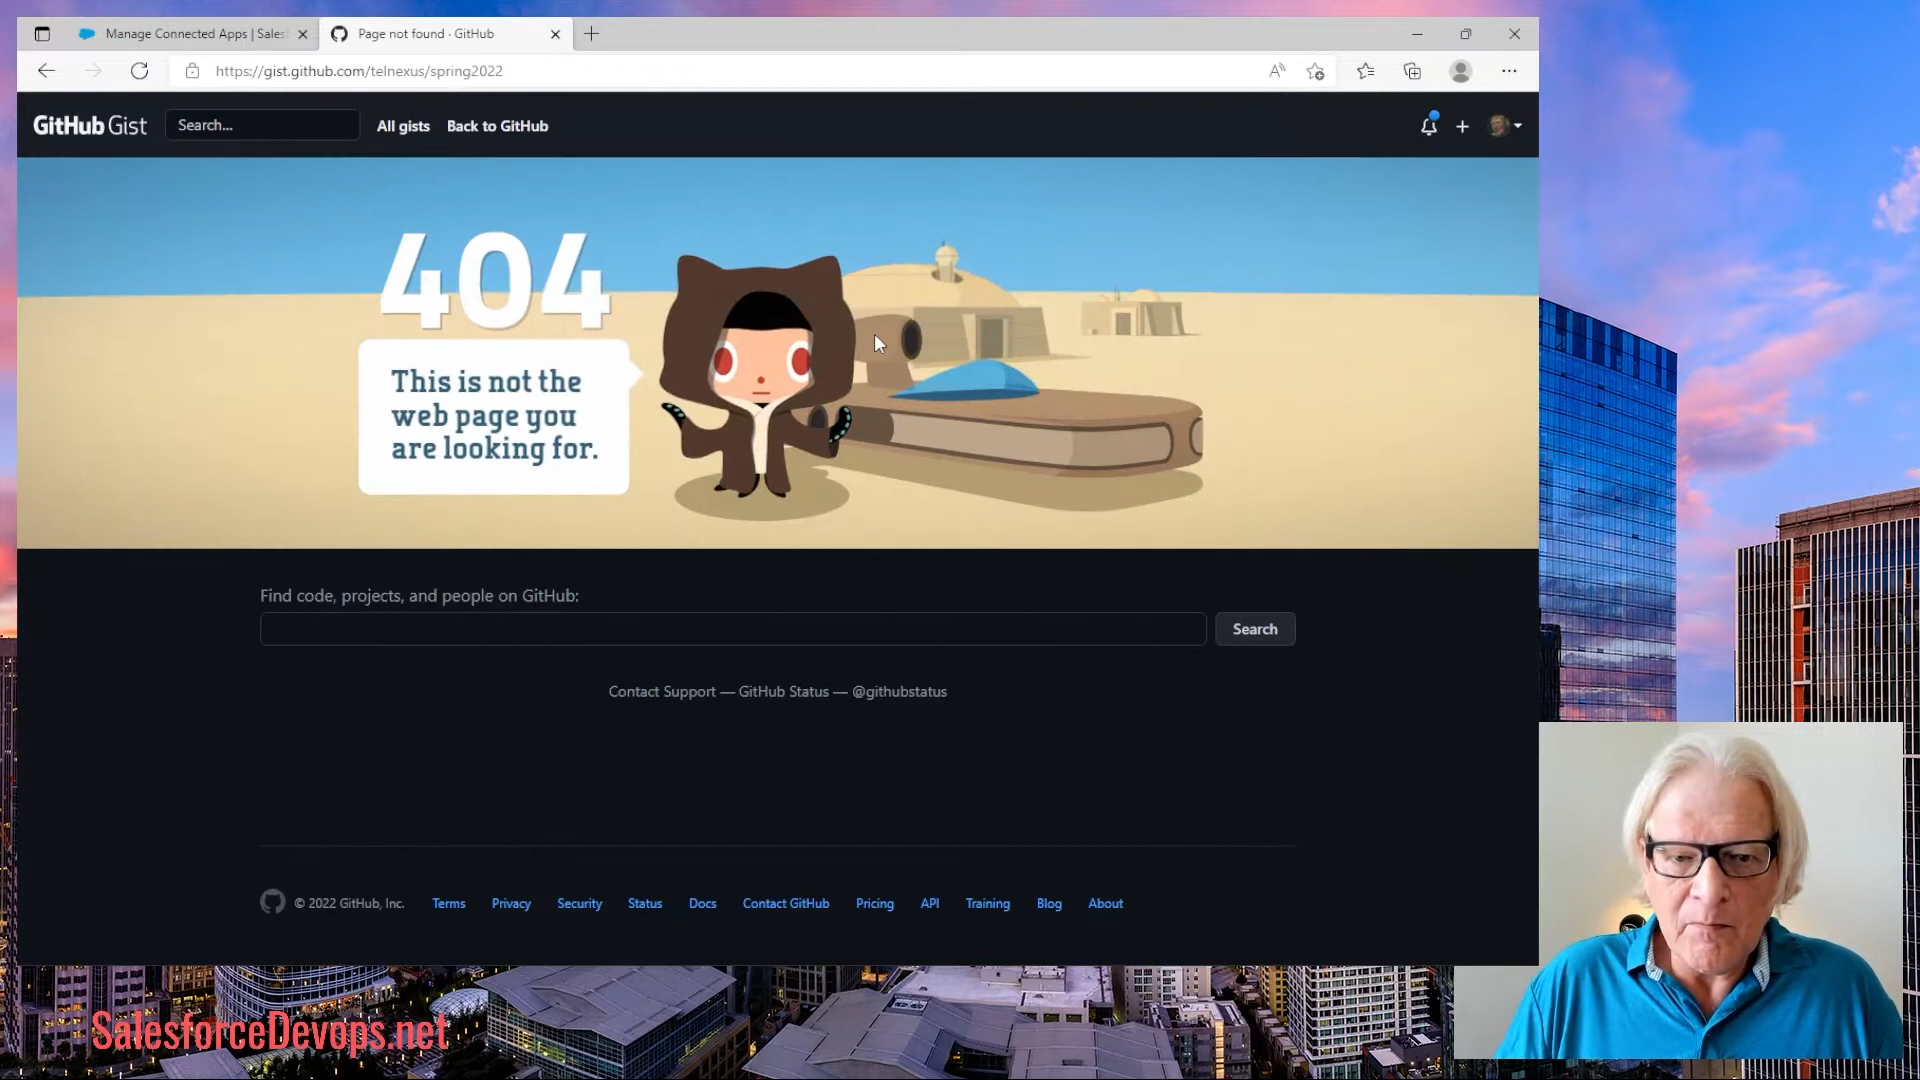 Manage Connected Apps | Sales
Page not found · GitHub
https://gist.github.com/telnexus/spring2022
GitHub Gist
Search...
All gists
Back to GitHub
404
This is not the
web page you
are looking for.
Find code, projects, and people on GitHub:
Search
Contact Support — GitHub Status — @githubstatus
© 2022 GitHub, Inc.
Terms
Privacy
Security
Status
Docs
Contact GitHub
Pricing
API
Training
Blog
About
SalesforceDevops.net